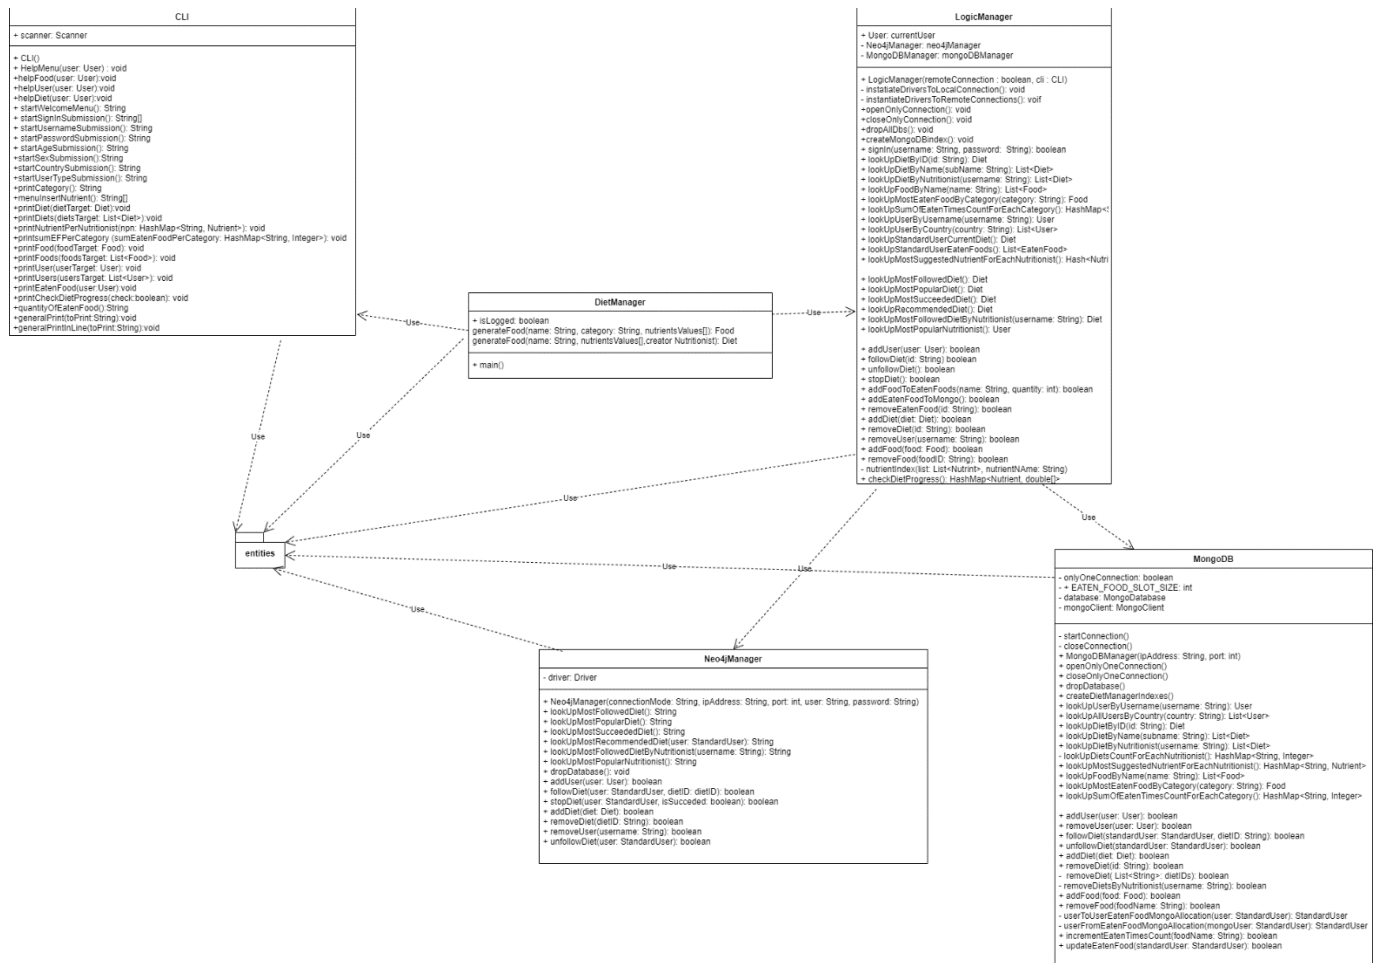 CLI
+ scanner: Scanner
+ CLI()
+ HelpMenu(user: User) : void
+helpFood(user: User):void
+helpUser(user: User):void
+helpDiet(user: User):void
+ startWelcomeMenu(): String
+ startSignInSubmission(): String[]
+ startUsernameSubmission(): String
+ startPasswordSubmission(): String
+ startAgeSubmission(): String
+startSexSubmission():String
+startCountrySubmission(): String
+startUserTypeSubmission(): String
+printCategory(): String
+menuInsertNutrient(): String[]
+printDiet(dietTarget: Diet):void
+printDiets(dietsTarget: List<Diet>):void
+printNutrientPerNutritionist(npn: HashMap<String, Nutrient>): void
+printsumEFPerCategory (sumEatenFoodPerCategory: HashMap<String, Integer>): void
+printFood(foodTarget: Food): void
+printFoods(foodsTarget: List<Food>): void
+printUser(userTarget: User): void
+printUsers(usersTarget: List<User>): void
+printEatenFood(user:User):void
+printCheckDietProgress(check:boolean): void
+quantityOfEatenFood():String
+generalPrint(toPrint:String):void
+generalPrintInLine(toPrint:String):void
LogicManager
+ User: currentUser
- Neo4jManager: neo4jManager
- MongoDBManager: mongoDBManager
+ LogicManager(remoteConnection : boolean, cli : CLI)
- instatiateDriversToLocalConnection(): void
- instantiateDriversToRemoteConnections(): voif
+openOnlyConnection(): void
+closeOnlyConnection(): void
+dropAllDbs(): void
+createMongoDBindex(): void
+ signIn(username: String, password: String): boolean
+ lookUpDietByID(id: String): Diet
+ lookUpDietByName(subName: String): List<Diet>
+ lookUpDietByNutritionist(username: String): List<Diet>
+ lookUpFoodByName(name: String): List<Food>
+ lookUpMostEatenFoodByCategory(category: String): Food
+ lookUpSumOfEatenTimesCountForEachCategory(): HashMap<S
+ lookUpUserByUsername(username: String): User
+ lookUpUserByCountry(country: String): List<User>
+ lookUpStandardUserCurrentDiet(): Diet
+ lookUpStandardUserEatenFoods(): List<EatenFood>
+ lookUpMostSuggestedNutrientForEachNutritionist(): Hash<Nutri
+ lookUpMostFollowedDiet(): Diet
+ lookUpMostPopularDiet(): Diet
+ lookUpMostSucceededDiet(): Diet
+ lookUpRecommendedDiet(): Diet
+ lookUpMostFollowedDietByNutritionist(username: String): Diet
+ lookUpMostPopularNutritionist(): User
+ addUser(user: User): boolean
+ followDiet(id: String) boolean
+ unfollowDiet(): boolean
+ stopDiet(): boolean
+ addFoodToEatenFoods(name: String, quantity: int): boolean
+ addEatenFoodToMongo(): boolean
+ removeEatenFood(id: String): boolean
+ addDiet(diet: Diet): boolean
+ removeDiet(id: String): boolean
+ removeUser(username: String): boolean
+ addFood(food: Food): boolean
+ removeFood(foodID: String): boolean
- nutrientIndex(list: List<Nutrint>, nutrientNAme: String)
+ checkDietProgress(): HashMap<Nutrient, double[]>
DietManager
+ isLogged: boolean
generateFood(name: String, category: String, nutrientsValues[]): Food
generateFood(name: String, nutrientsValues[],creator Nutritionist): Diet
+ main()
Use
Use
Use
Use
Use
Use
Use
Use
Use
entities
Neo4jManager
- driver: Driver
+ Neo4jManager(connectionMode: String, ipAddress: String, port: int, user: String, password: String)
+ lookUpMostFollowedDiet(): String
+ lookUpMostPopularDiet(): String
+ lookUpMostSucceededDiet(): String
+ lookUpMostRecommendedDiet(user: StandardUser): String
+ lookUpMostFollowedDietByNutritionist(username: String): String
+ lookUpMostPopularNutritionist(): String
+ dropDatabase(): void
+ addUser(user: User): boolean
+ followDiet(user: StandardUser, dietID: dietID): boolean
+ stopDiet(user: StandardUser, isSucceded: boolean): boolean
+ addDiet(diet: Diet): boolean
+ removeDiet(dietID: String): boolean
+ removeUser(username: String): boolean
+ unfollowDiet(user: StandardUser): boolean
MongoDB
- onlyOneConnection: boolean
- + EATEN_FOOD_SLOT_SIZE: int
- database: MongoDatabase
- mongoClient: MongoClient
- startConnection()
- closeConnection()
+ MongoDBManager(ipAddress: String, port: int)
+ openOnlyOneConnection()
+ closeOnlyOneConnection()
+ dropDatabase()
+ createDietManagerIndexes()
+ lookUpUserByUsername(username: String): User
+ lookUpAllUsersByCountry(country: String): List<User>
+ lookUpDietByID(id: String): Diet
+ lookUpDietByName(subname: String): List<Diet>
+ lookUpDietByNutritionist(username: String): List<Diet>
- lookUpDietsCountForEachNutritionist(): HashMap<String, Integer>
+ lookUpMostSuggestedNutrientForEachNutritionist(): HashMap<String, Nutrient>
+ lookUpFoodByName(name: String): List<Food>
+ lookUpMostEatenFoodByCategory(category: String): Food
+ lookUpSumOfEatenTimesCountForEachCategory(): HashMap<String, Integer>
+ addUser(user: User): boolean
+ removeUser(user: User): boolean
+ followDiet(standardUser: StandardUser, dietID: String): boolean
+ unfollowDiet(standardUser: StandardUser): boolean
+ addDiet(diet: Diet): boolean
+ removeDiet(id: String): boolean
- removeDiet( List<String>: dietIDs): boolean
- removeDietsByNutritionist(username: String): boolean
+ addFood(food: Food): boolean
+ removeFood(foodName: String): boolean
- userToUserEatenFoodMongoAllocation(user: StandardUser): StandardUser
- userFromEatenFoodMongoAllocation(mongoUser: StandardUser): StandardUser
+ incrementEatenTimesCount(foodName: String): boolean
+ updateEatenFood(standardUser: StandardUser): boolean